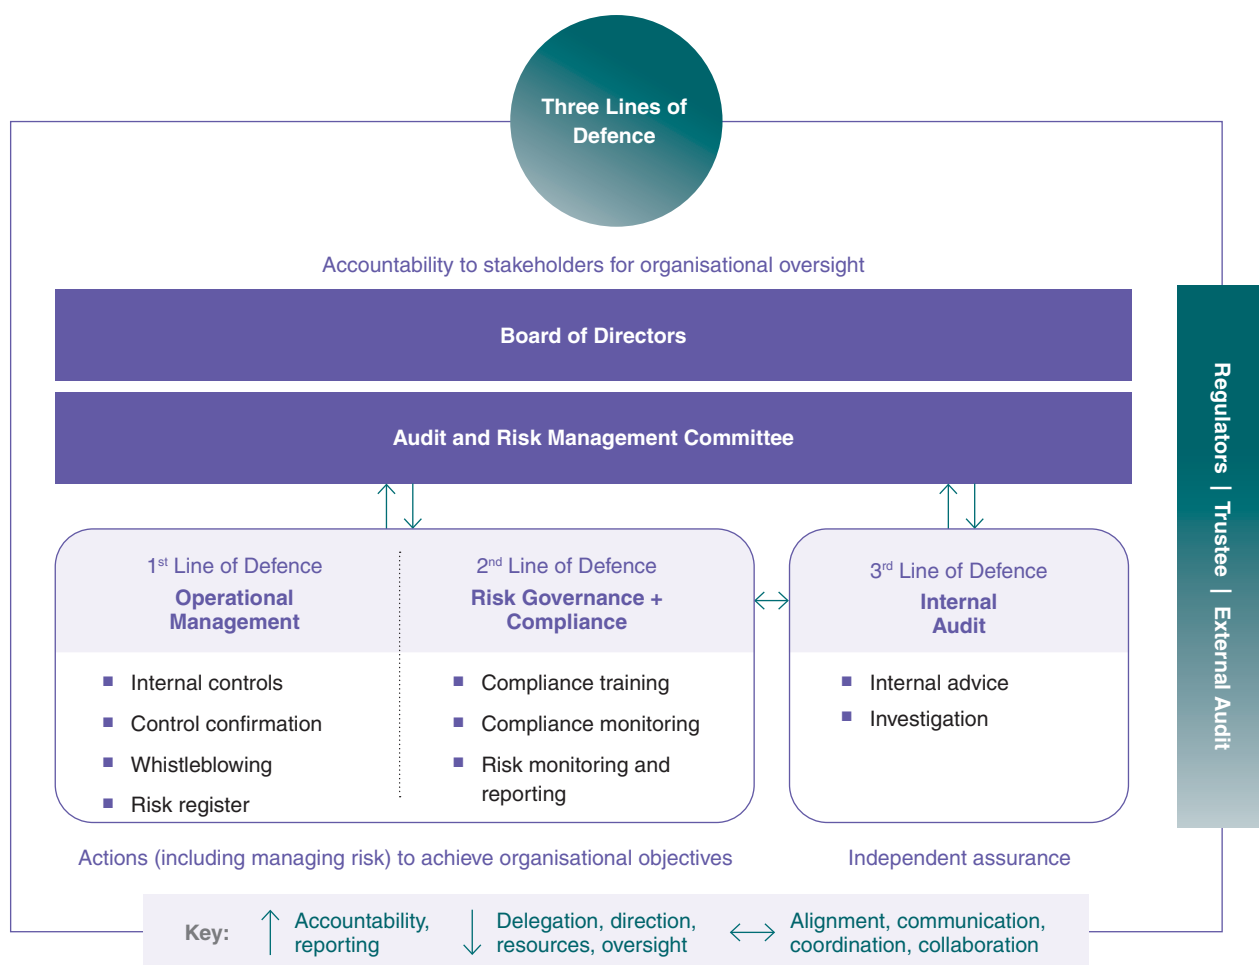 Three Lines of
Defence
Accountability to stakeholders for organisational oversight
Board of Directors
Audit and Risk Management Committee
1st Line of Defence
Operational
Management
Internal controls
Control confirmation
Whistleblowing
Risk register
2nd Line of Defence
Risk Governance +
Compliance
Compliance training
Compliance monitoring
Risk monitoring and
reporting
3rd Line of Defence
Internal
Audit
Internal advice
Investigation
Regulators | Trustee | External Audit
Actions (including managing risk) to achieve organisational objectives
Independent assurance
Key:
Accountability,
reporting
Delegation, direction,
resources, oversight
Alignment, communication,
coordination, collaboration